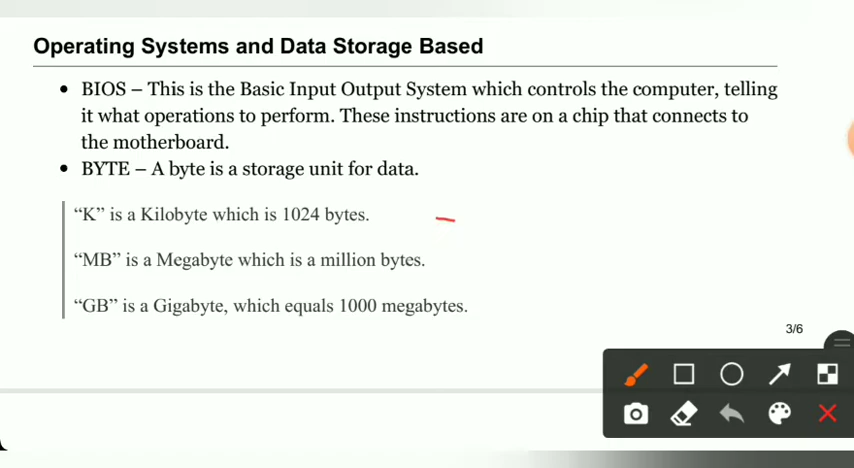 Operating Systems and Data Storage Based
• BIOS – This is the Basic Input Output System which controls the computer, telling
it what operations to perform. These instructions are on a chip that connects to
the motherboard.
• BYTE – A byte is a storage unit for data.
“K” is a Kilobyte which is 1024 bytes.
“MB” is a Megabyte which is a million bytes.
“GB” is a Gigabyte, which equals 1000 megabytes.
3/6